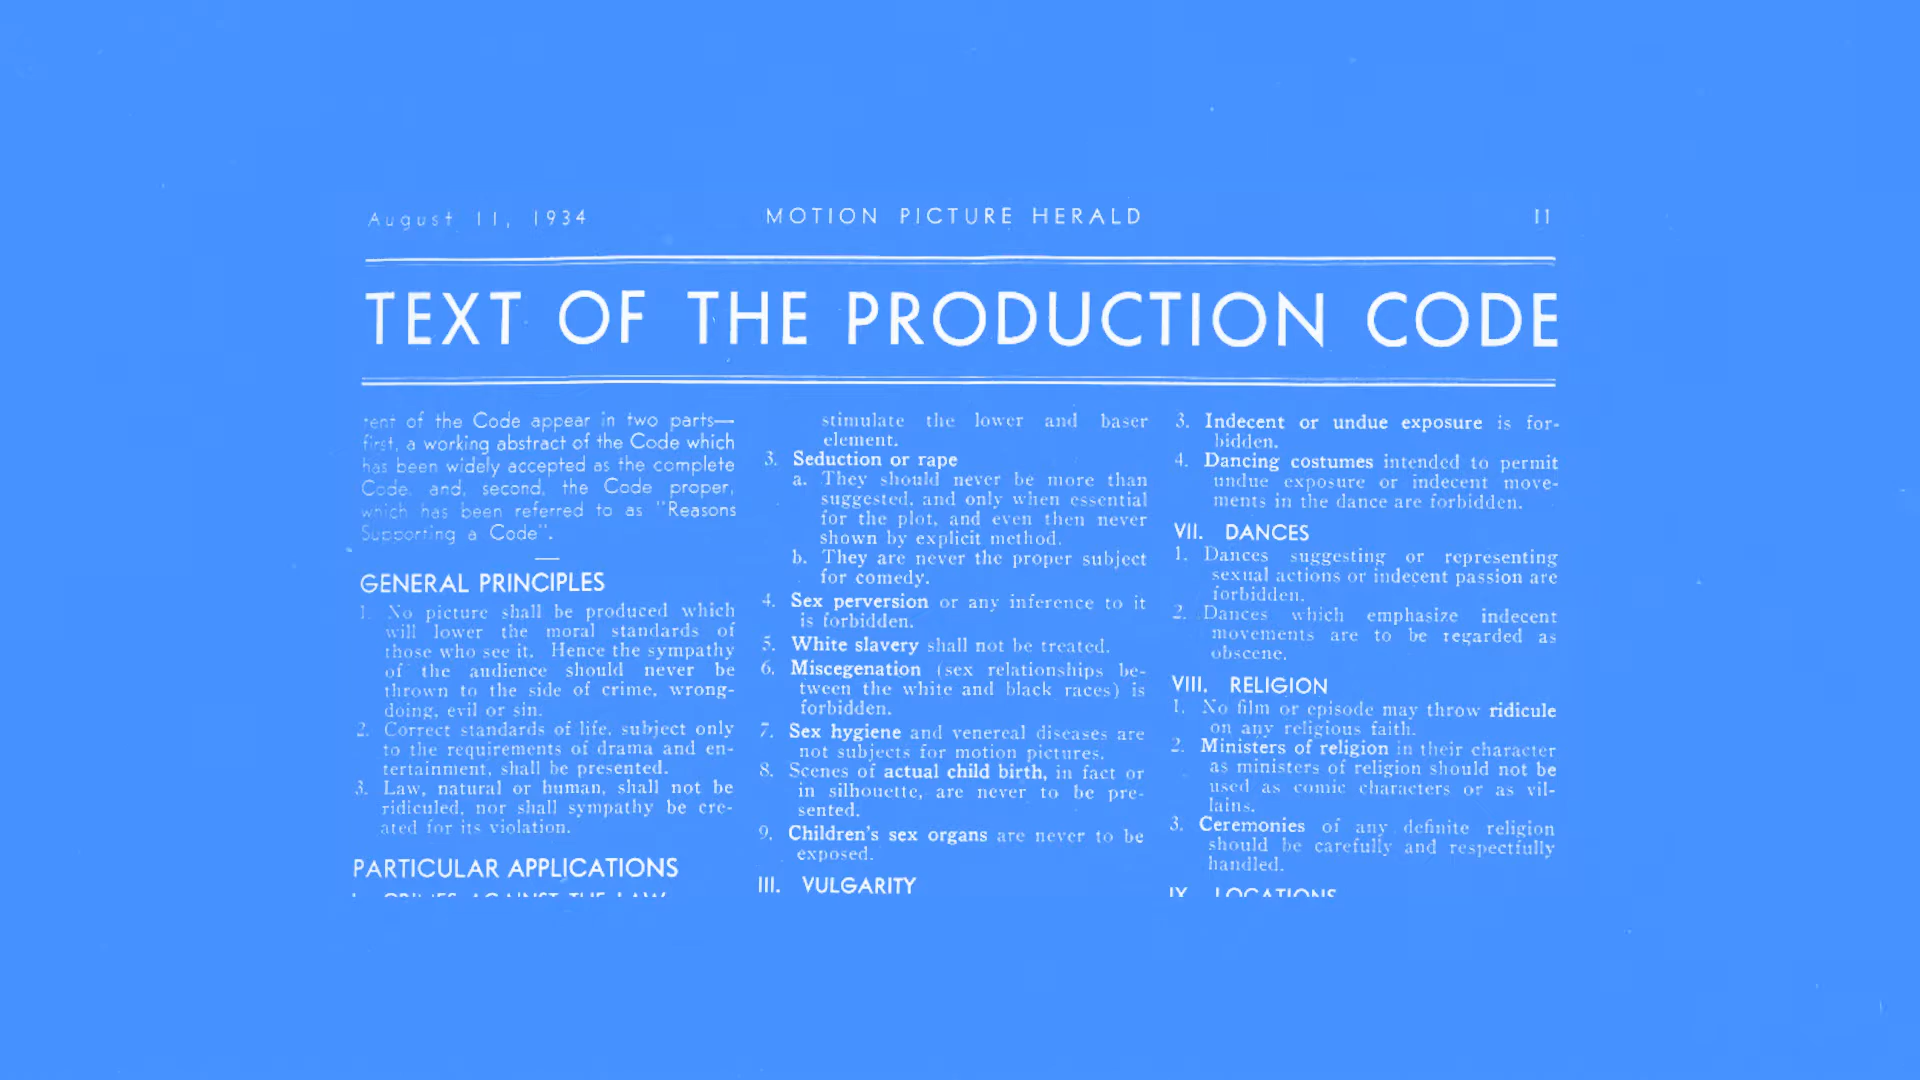 August 11, 1934
MOTION PICTURE HERALD
11
TEXT OF THE PRODUCTION CODE
tent of the Code appear in two parts—
first, a working abstract of the Code which
has been widely accepted as the complete
Code, and, second, the Code proper,
which has been referred to as "Reasons
Supporting a Code".
GENERAL PRINCIPLES
1. No picture shall be produced which
will lower the moral standards of
those who see it. Hence the sympathy
of the audience should never be
thrown to the side of crime, wrong-
doing, evil or sin.
2. Correct standards of life, subject only
to the requirements of drama and en-
tertainment, shall be presented.
3. Law, natural or human, shall not be
ridiculed, nor shall sympathy be cre-
ated for its violation.
PARTICULAR APPLICATIONS
I. CRIMES AGAINST THE LAW
stimulate the lower and baser
element.
3. Seduction or rape
a. They should never be more than
suggested, and only when essential
for the plot, and even then never
shown by explicit method.
b. They are never the proper subject
for comedy.
4. Sex perversion or any inference to it
is forbidden.
5. White slavery shall not be treated.
6. Miscegenation (sex relationships be-
tween the white and black races) is
forbidden.
7. Sex hygiene and venereal diseases are
not subjects for motion pictures.
8. Scenes of actual child birth, in fact or
in silhouette, are never to be pre-
sented.
9. Children's sex organs are never to be
exposed.
III. VULGARITY
3. Indecent or undue exposure is for-
bidden.
4. Dancing costumes intended to permit
undue exposure or indecent move-
ments in the dance are forbidden.
VII. DANCES
1. Dances suggesting or representing
sexual actions or indecent passion are
forbidden.
2. Dances which emphasize indecent
movements are to be regarded as
obscene.
VIII. RELIGION
1. No film or episode may throw ridicule
on any religious faith.
2. Ministers of religion in their character
as ministers of religion should not be
used as comic characters or as vil-
lains.
3. Ceremonies of any definite religion
should be carefully and respectfully
handled.
IX. LOCATIONS